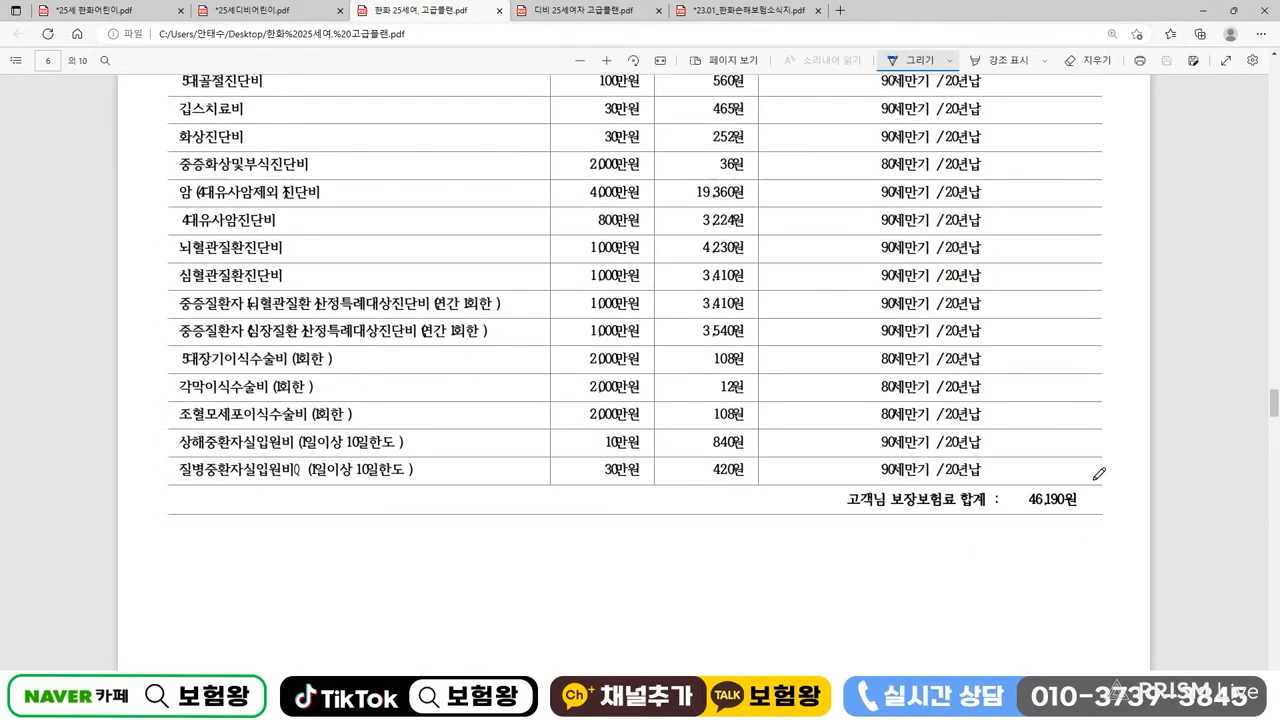 *25세 한화어린이.pdf
*25세디비어린이.pdf
한화 25세여, 고급플랜.pdf
디비 25세여자 고급플랜.pdf
*23.01_한화손해보험소식지.pdf
파일 C:/Users/안태수/Desktop/한화%2025세여,%20고급플랜.pdf
6 의 10 페이지 보기 소리내어 읽기 그리기 강조 표시 지우기
5대골절진단비 100만원 560원 90세만기 /20년납
깁스치료비 30만원 465원 90세만기 /20년납
화상진단비 30만원 252원 90세만기 /20년납
중증화상및부식진단비 2,000만원 36원 80세만기 /20년납
암 (4대유사암제외 )진단비 4,000만원 19,360원 90세만기 /20년납
4대유사암진단비 800만원 3,224원 90세만기 /20년납
뇌혈관질환진단비 1,000만원 4,230원 90세만기 /20년납
심혈관질환진단비 1,000만원 3,410원 90세만기 /20년납
중증질환자 (뇌혈관질환 )산정특례대상진단비 (연간 1회한 ) 1,000만원 3,410원 90세만기 /20년납
중증질환자 (심장질환 )산정특례대상진단비 (연간 1회한 ) 1,000만원 3,540원 90세만기 /20년납
5대장기이식수술비 (1회한 ) 2,000만원 108원 80세만기 /20년납
각막이식수술비 (1회한 ) 2,000만원 12원 80세만기 /20년납
조혈모세포이식수술비 (1회한 ) 2,000만원 108원 80세만기 /20년납
상해중환자실입원비 (1일이상 10일한도 ) 10만원 840원 90세만기 /20년납
질병중환자실입원비Ⅱ (1일이상 10일한도 ) 30만원 420원 90세만기 /20년납
고객님 보장보험료 합계 : 46,190원
NAVER 카페 보험왕
TikTok 보험왕
Ch+ 채널추가 TALK 보험왕
실시간 상담 010-3739-5845
PRISM Live